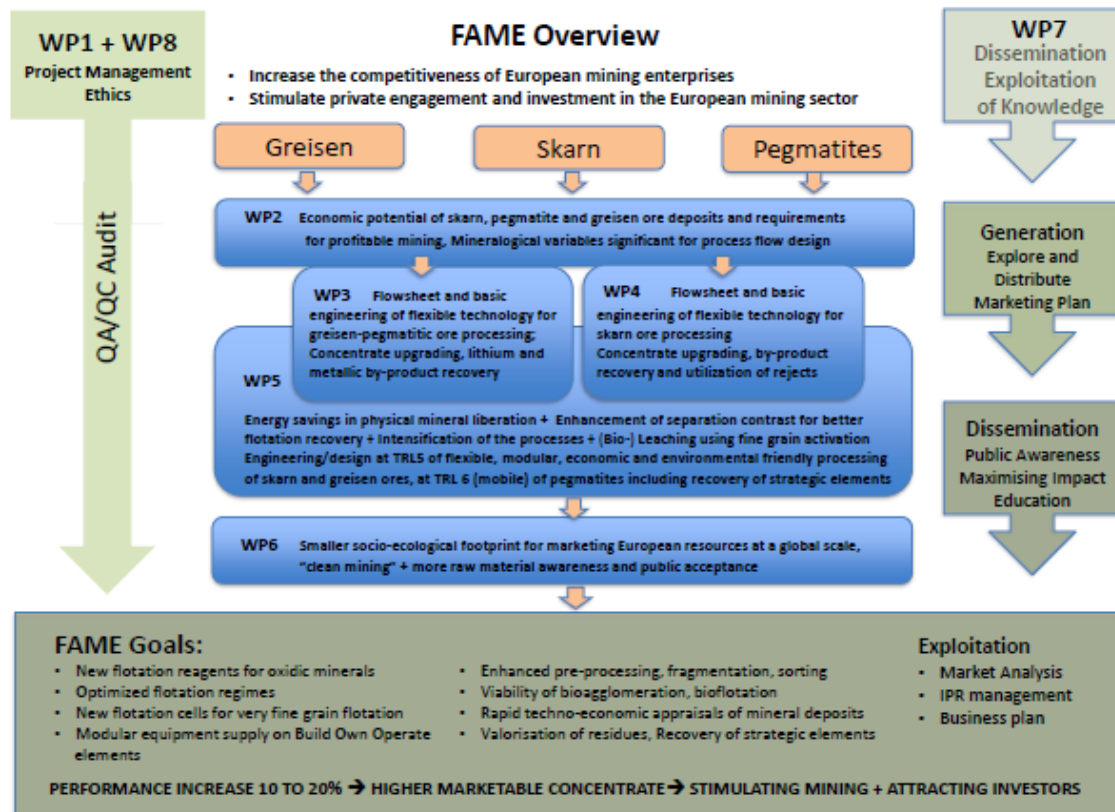 WP1 + WP8
Project Management
Ethics
QA/QC Audit
FAME Overview
• Increase the competitiveness of European mining enterprises
• Stimulate private engagement and investment in the European mining sector
Greisen
Skarn
Pegmatites
WP2 Economic potential of skarn, pegmatite and greisen ore deposits and requirements
for profitable mining, Mineralogical variables significant for process flow design
WP3 Flowsheet and basic
engineering of flexible technology for
greisen-pegmatitic ore processing;
Concentrate upgrading, lithium and
metallic by-product recovery
WP4 Flowsheet and basic
engineering of flexible technology for
skarn ore processing
Concentrate upgrading, by-product
recovery and utilization of rejects
WP5
Energy savings in physical mineral liberation + Enhancement of separation contrast for better
flotation recovery + Intensification of the processes + (Bio-) Leaching using fine grain activation
Engineering/design at TRL5 of flexible, modular, economic and environmental friendly processing
of skarn and greisen ores, at TRL 6 (mobile) of pegmatites including recovery of strategic elements
WP6 Smaller socio-ecological footprint for marketing European resources at a global scale,
"clean mining" + more raw material awareness and public acceptance
WP7
Dissemination
Exploitation
of Knowledge
Generation
Explore and
Distribute
Marketing Plan
Dissemination
Public Awareness
Maximising Impact
Education
FAME Goals:
• New flotation reagents for oxidic minerals
• Optimized flotation regimes
• New flotation cells for very fine grain flotation
• Modular equipment supply on Build Own Operate
elements
• Enhanced pre-processing, fragmentation, sorting
• Viability of bioagglomeration, bioflotation
• Rapid techno-economic appraisals of mineral deposits
• Valorisation of residues, Recovery of strategic elements
Exploitation
• Market Analysis
• IPR management
• Business plan
PERFORMANCE INCREASE 10 TO 20% → HIGHER MARKETABLE CONCENTRATE → STIMULATING MINING + ATTRACTING INVESTORS